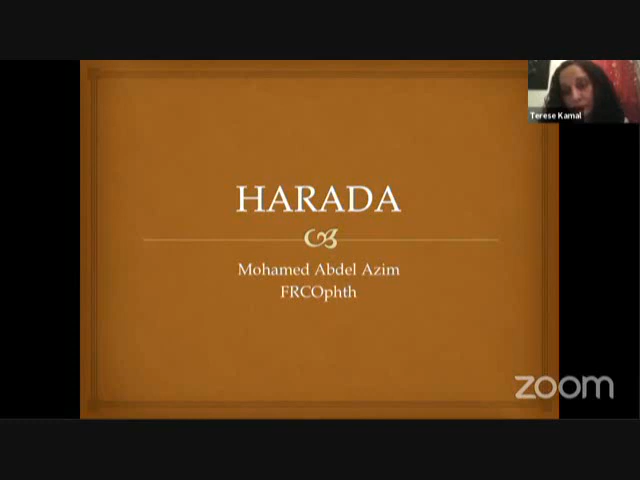 Terese Kamal
HARADA
Mohamed Abdel Azim
FRCOphth
zoom